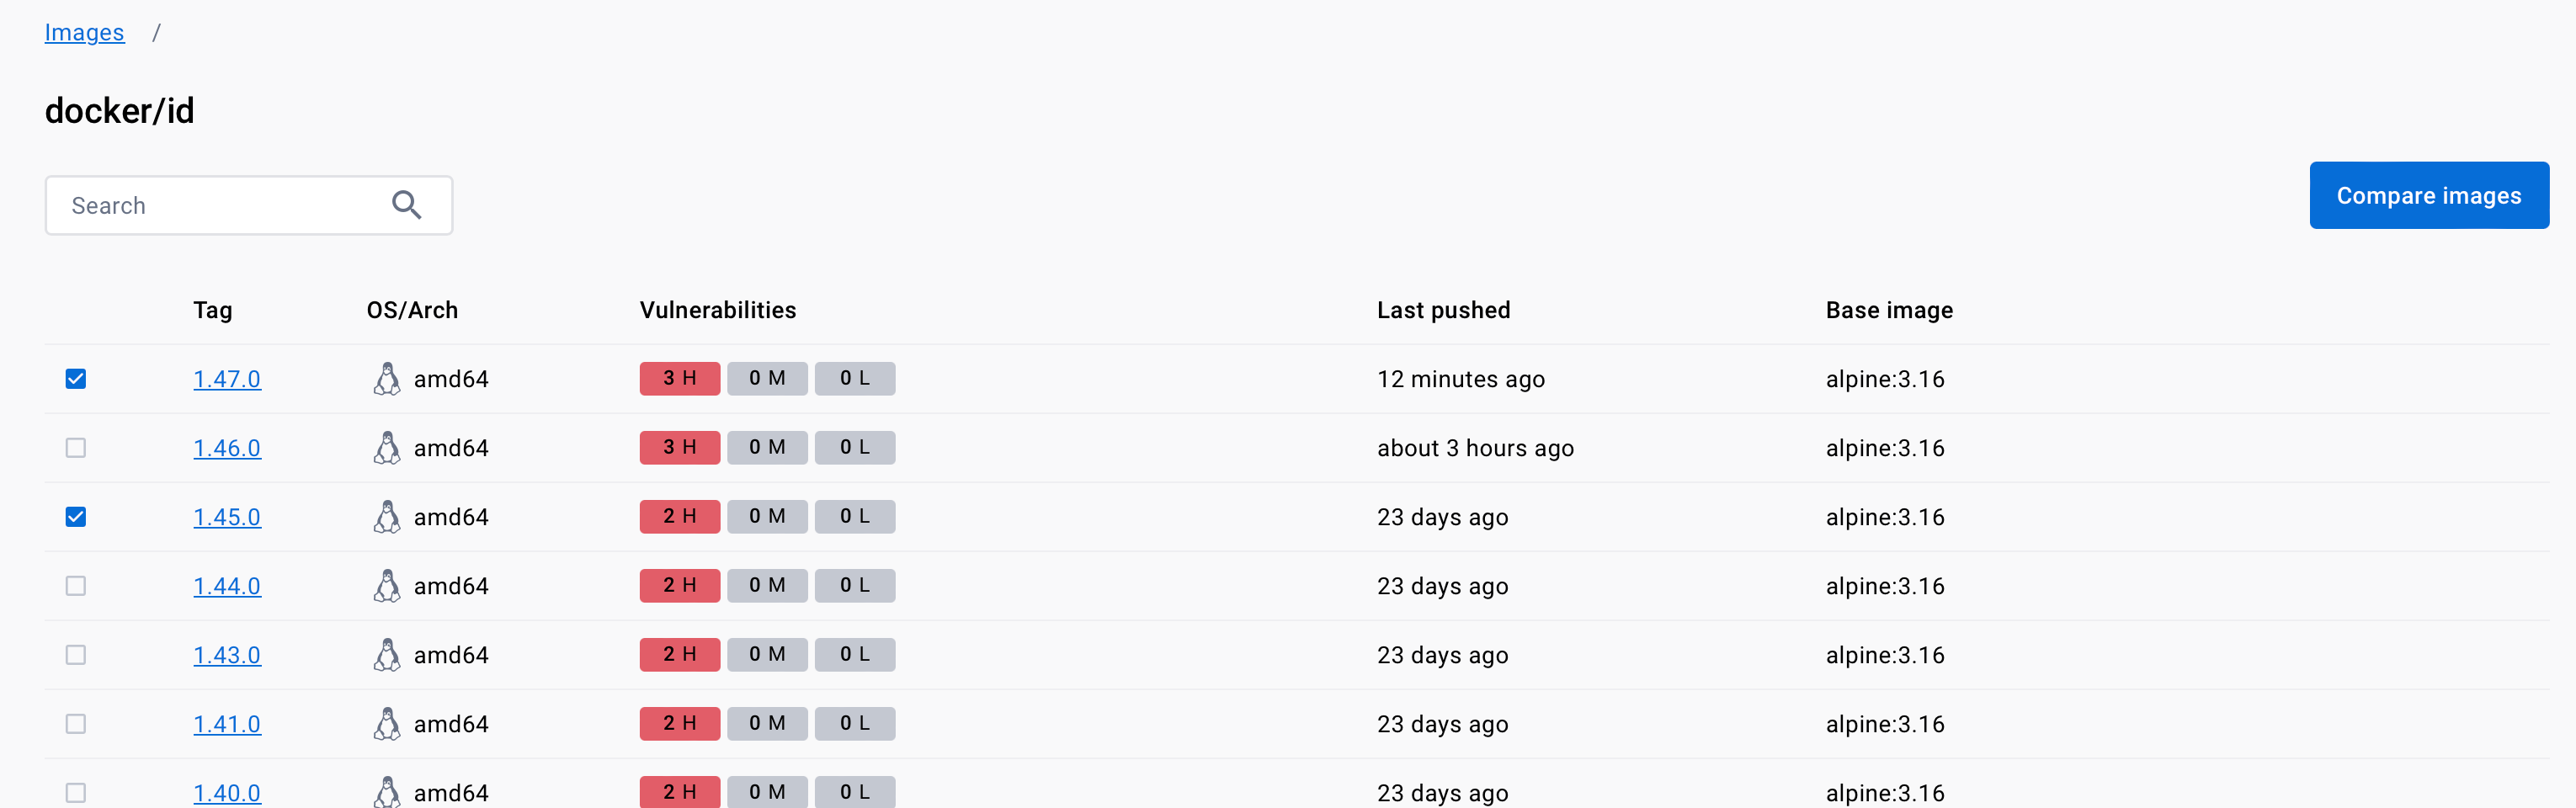 Images /
docker/id
Search
Compare images
Tag OS/Arch Vulnerabilities Last pushed Base image
1.47.0 amd64 3 H 0 M 0 L 12 minutes ago alpine:3.16
1.46.0 amd64 3 H 0 M 0 L about 3 hours ago alpine:3.16
1.45.0 amd64 2 H 0 M 0 L 23 days ago alpine:3.16
1.44.0 amd64 2 H 0 M 0 L 23 days ago alpine:3.16
1.43.0 amd64 2 H 0 M 0 L 23 days ago alpine:3.16
1.41.0 amd64 2 H 0 M 0 L 23 days ago alpine:3.16
1.40.0 amd64 2 H 0 M 0 L 23 days ago alpine:3.16